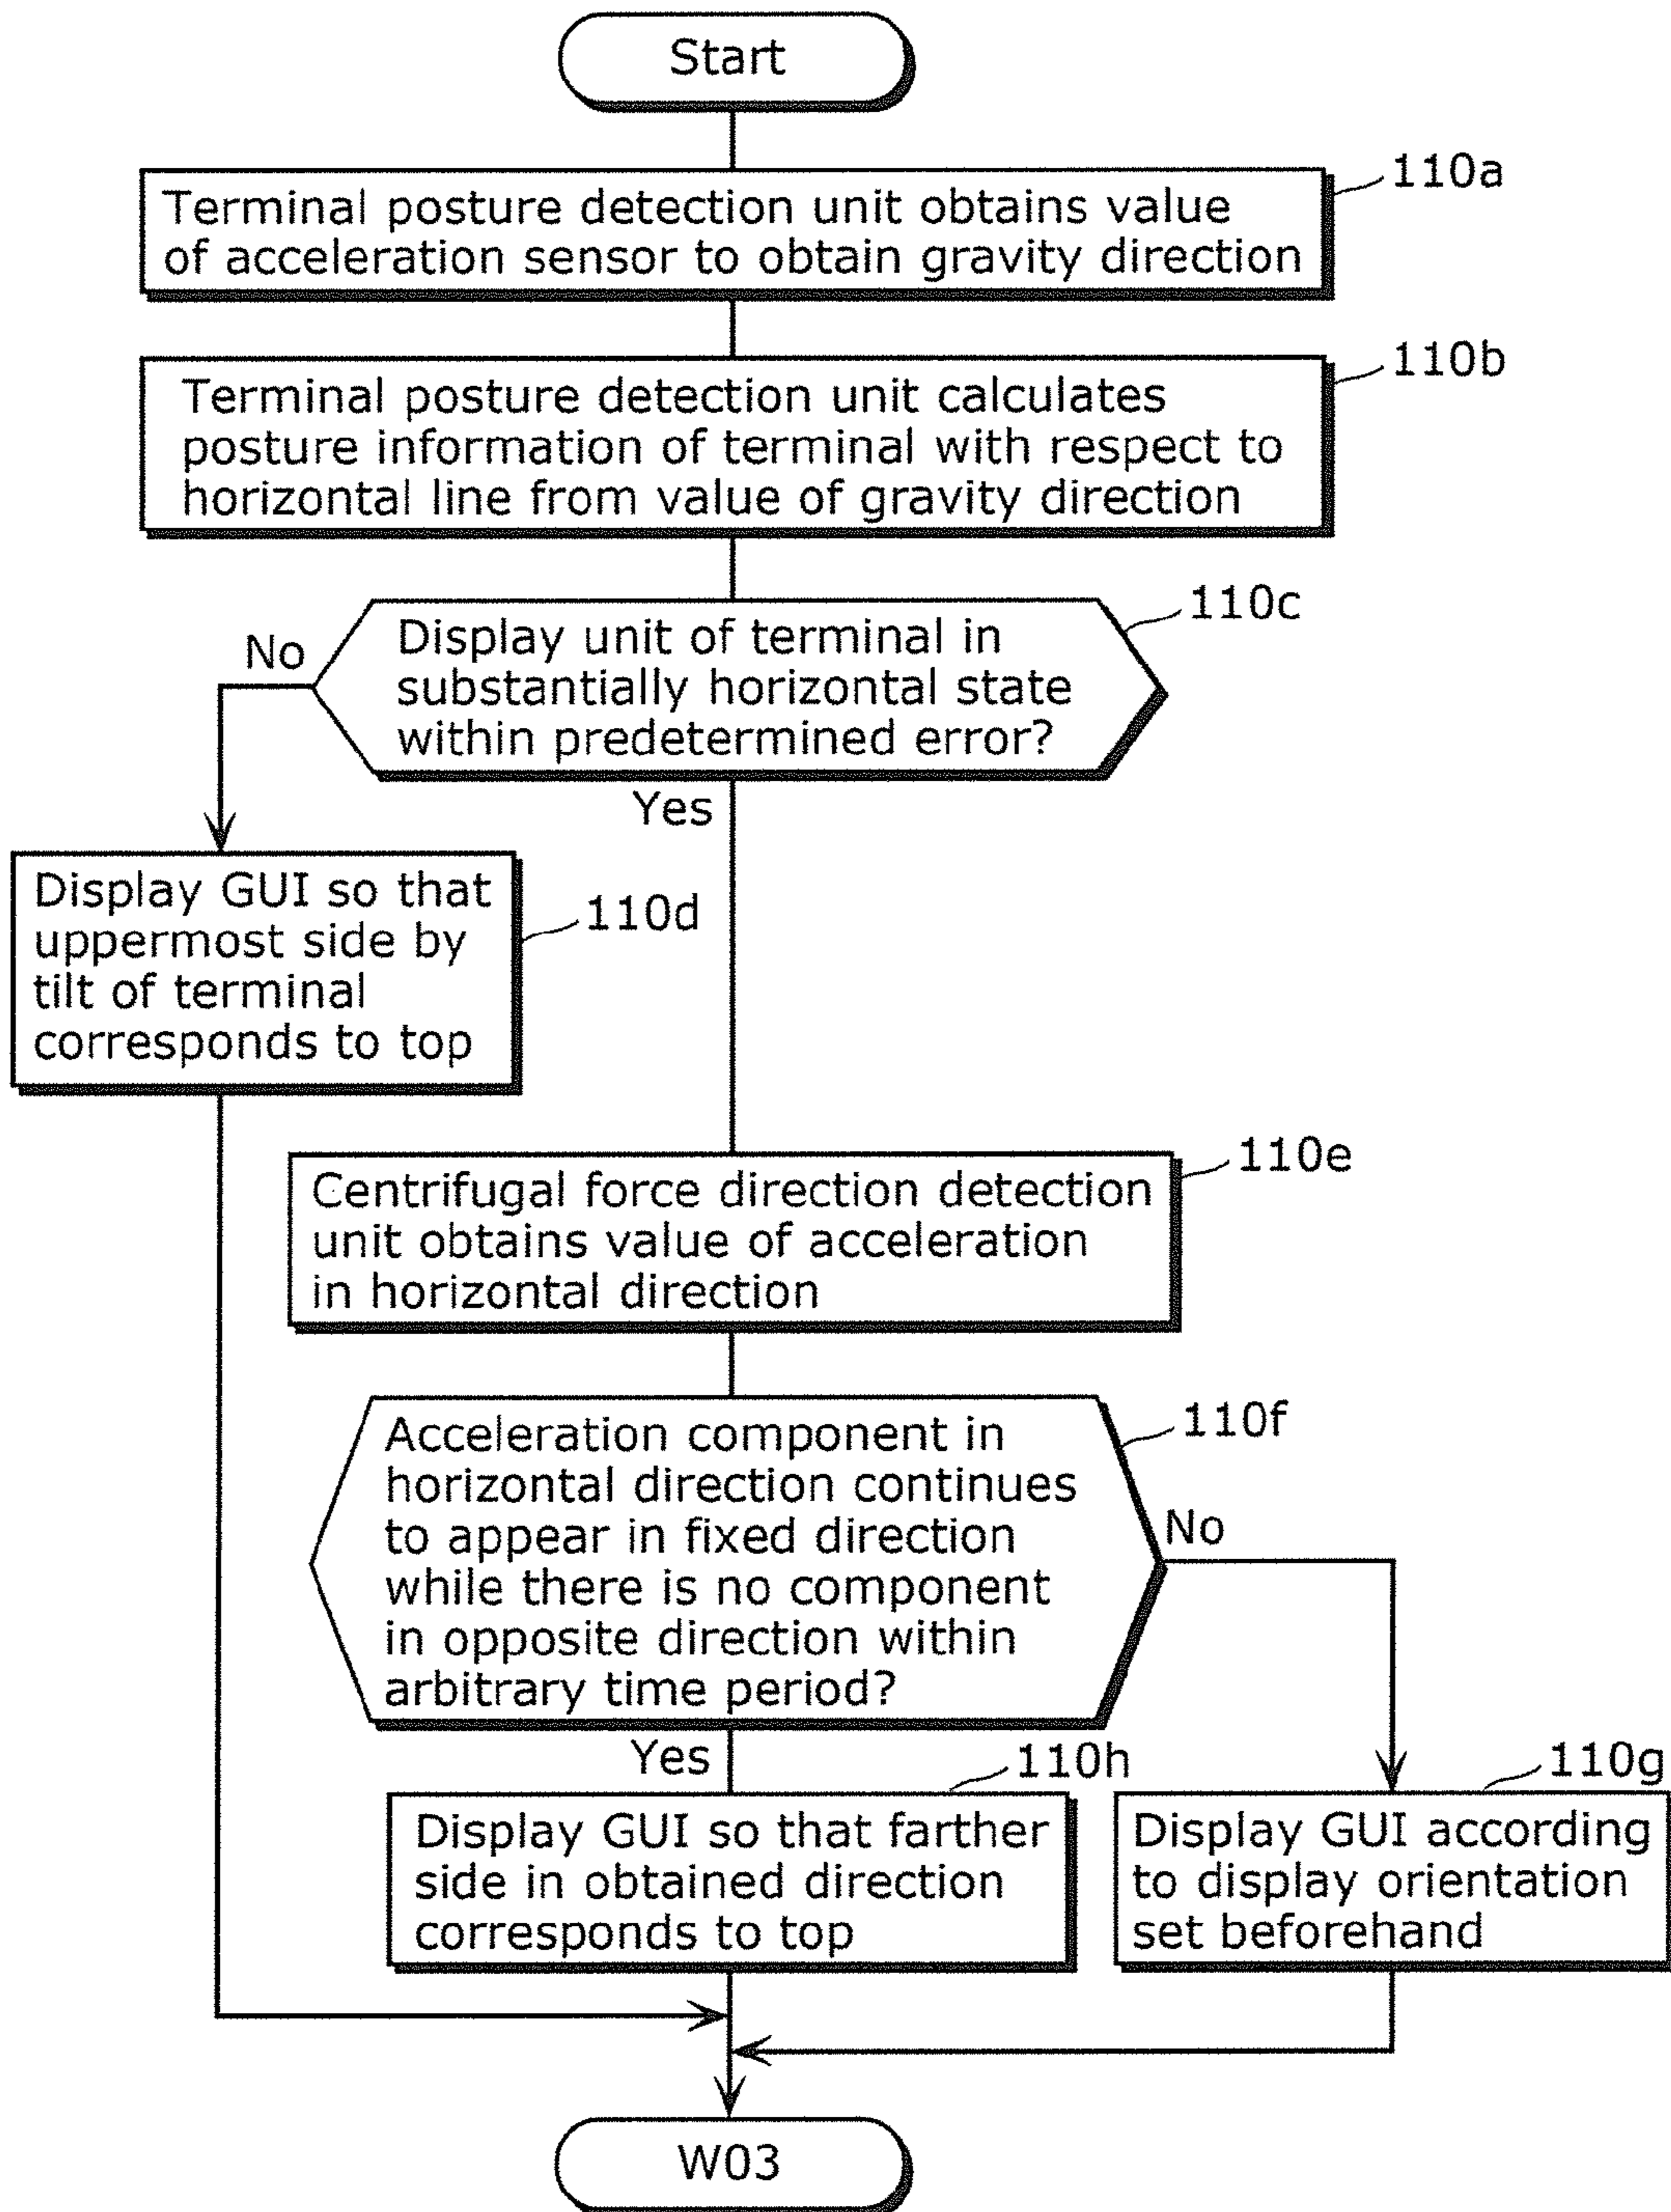 Start
110a
Terminal posture detection unit obtains value
of acceleration sensor to obtain gravity direction
110b
Terminal posture detection unit calculates
posture information of terminal with respect to
horizontal line from value of gravity direction
110c
Display unit of terminal in
substantially horizontal state
within predetermined error?
No
Yes
Display GUI so that
uppermost side by
tilt of terminal
corresponds to top
110d
110e
Centrifugal force direction detection
unit obtains value of acceleration
in horizontal direction
110f
Acceleration component in
horizontal direction continues
to appear in fixed direction
while there is no component
in opposite direction within
arbitrary time period?
No
Yes
110h
110g
Display GUI so that farther
side in obtained direction
corresponds to top
Display GUI according
to display orientation
set beforehand
W03